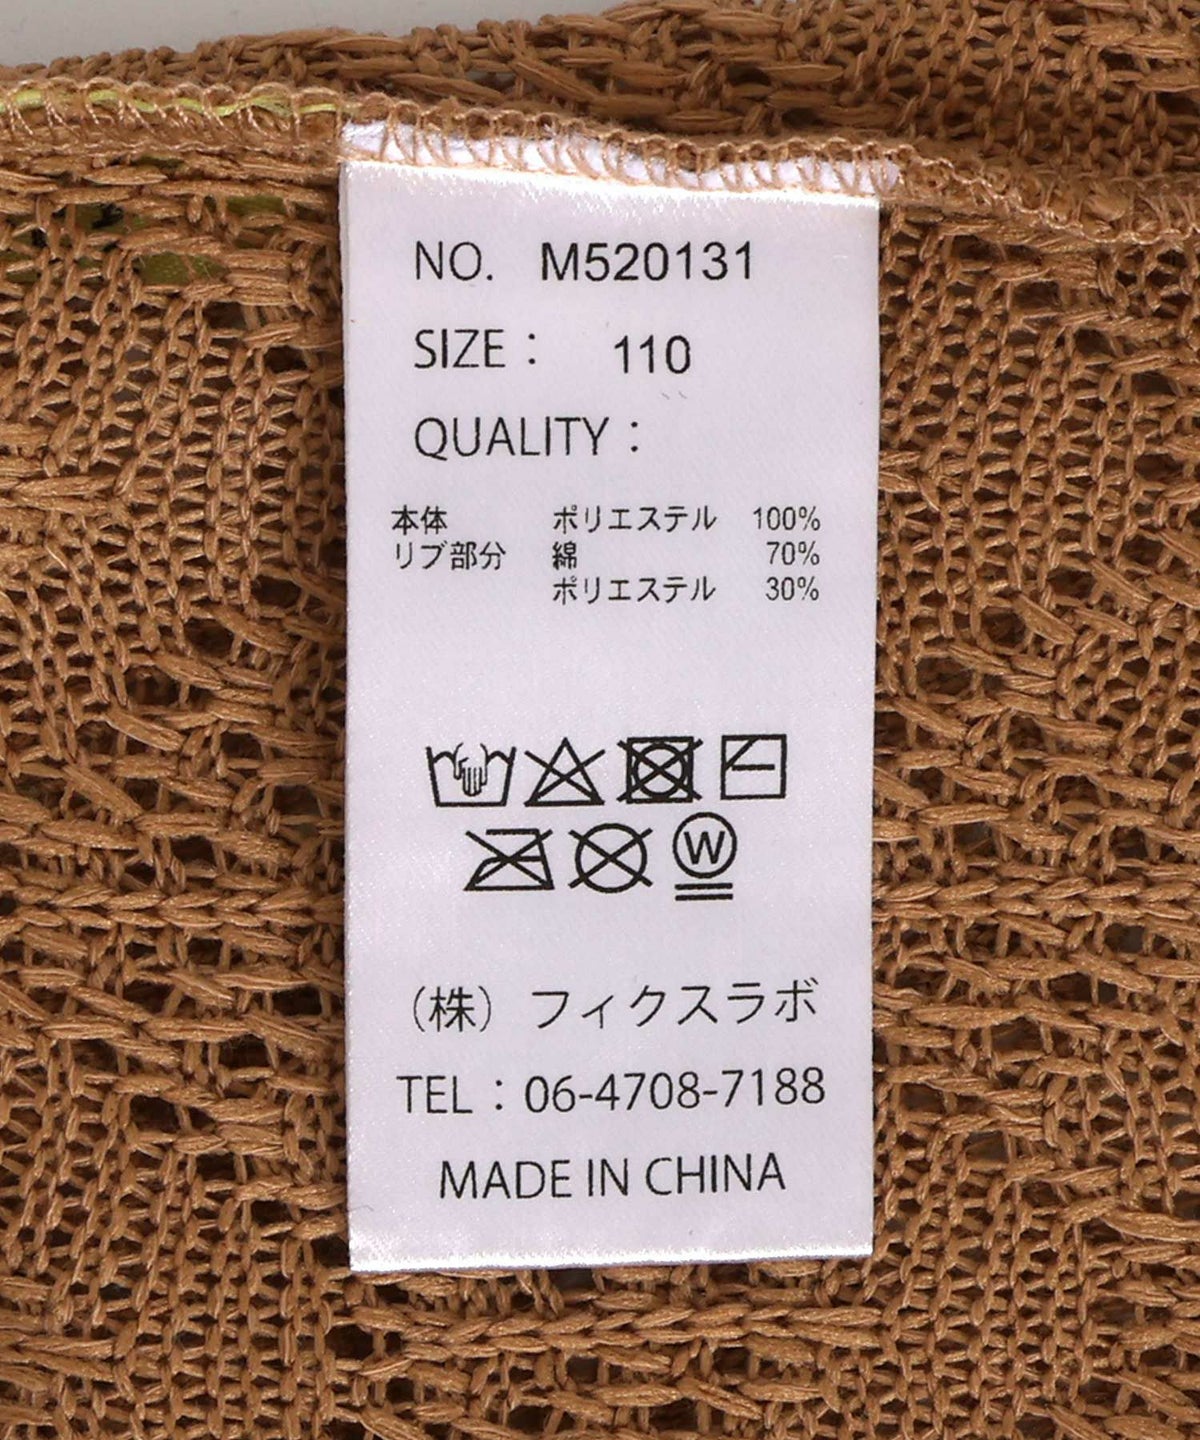 NO. M520131
SIZE： 110
QUALITY：
本体 ポリエステル 100%
リブ部分 綿 70%
ポリエステル 30%
W
（株）フィクスラボ
TEL：06-4708-7188
MADE IN CHINA